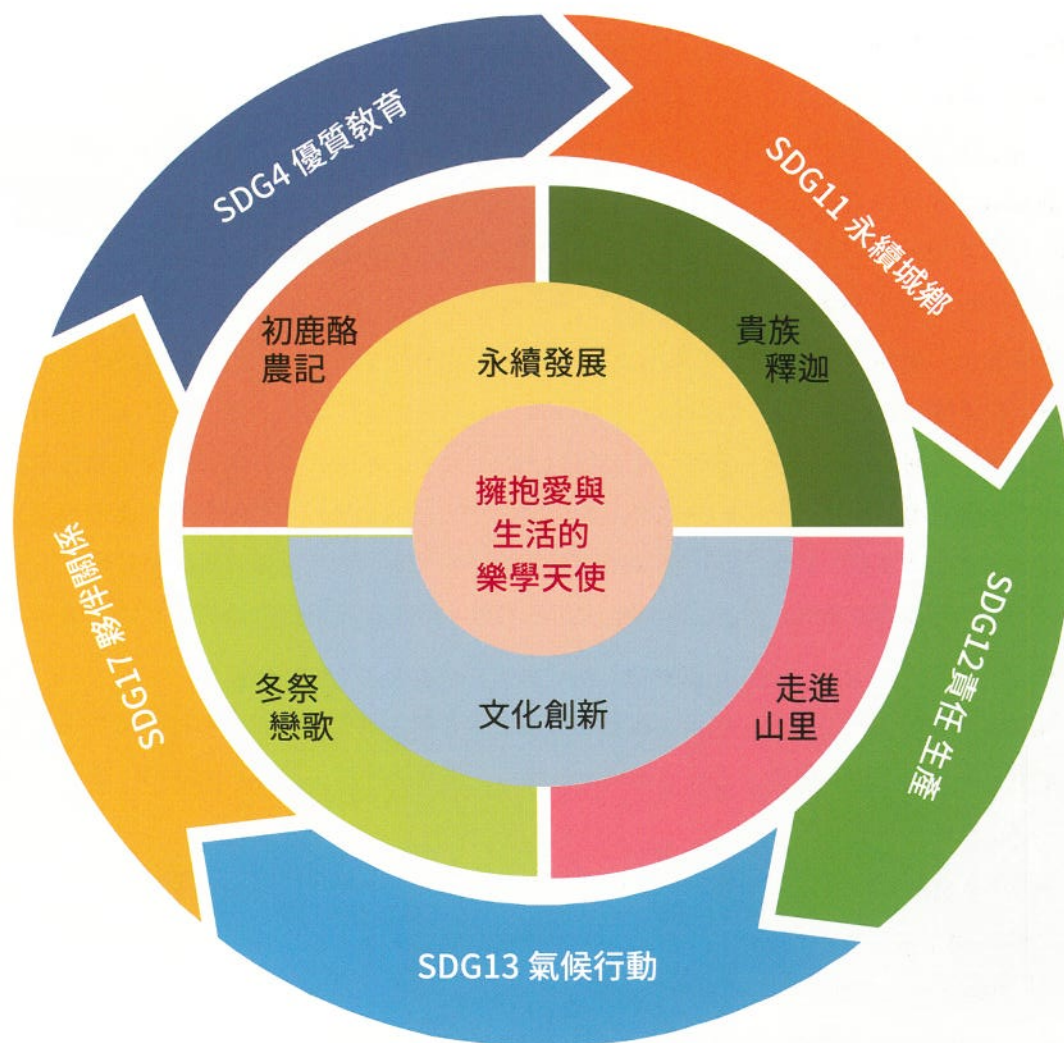 SDG4 優質教育
SDG11 永續城鄉
SDG12責任 生產
SDG13 氣候行動
SDG17 夥伴關係
初鹿酪
農記
永續發展
貴族
釋迦
擁抱愛與
生活的
樂學天使
冬祭
戀歌
文化創新
走進
山里